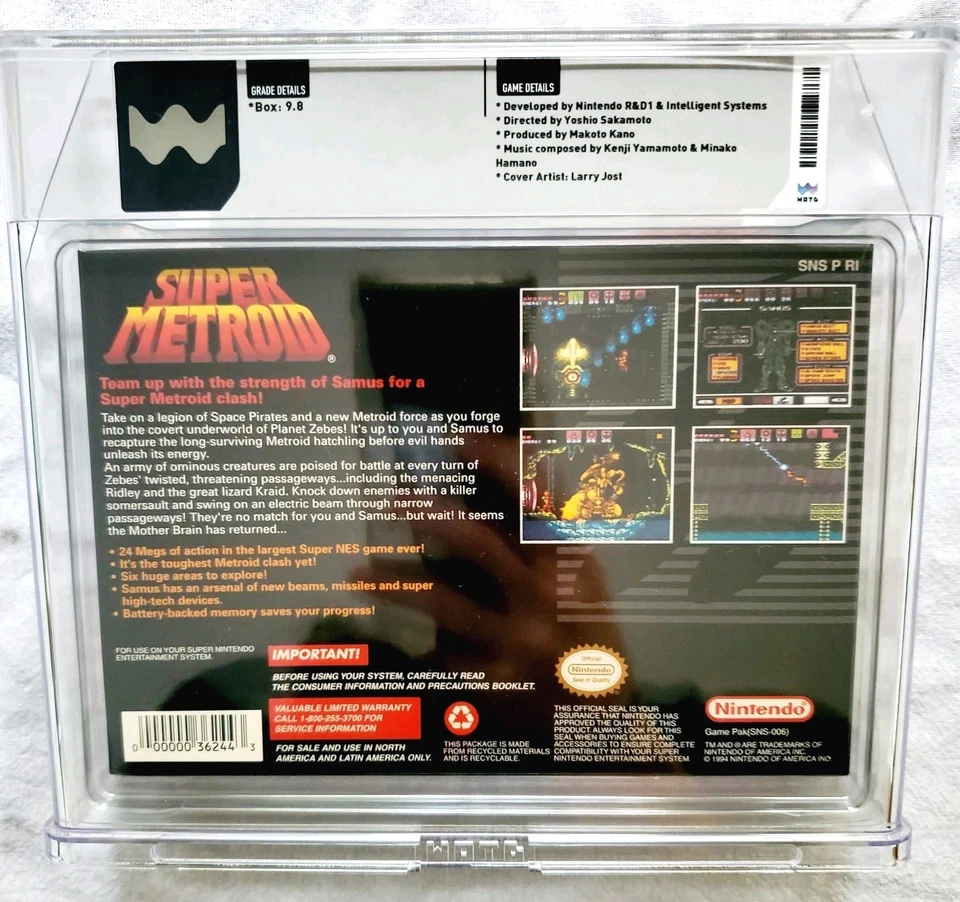 GRADE DETAILS
*Box: 9.8
GAME DETAILS
* Developed by Nintendo R&D1 & Intelligent Systems
* Directed by Yoshio Sakamoto
* Produced by Makoto Kano
* Music composed by Kenji Yamamoto & Minako
Hamano
* Cover Artist: Larry Jost
WATA
SNS P RI
SUPER
METROID®
Team up with the strength of Samus for a
Super Metroid clash!
Take on a legion of Space Pirates and a new Metroid force as you forge
into the covert underworld of Planet Zebes! It's up to you and Samus to
recapture the long-surviving Metroid hatchling before evil hands
unleash its energy.
An army of ominous creatures are poised for battle at every turn of
Zebes' twisted, threatening passageways...including the menacing
Ridley and the great lizard Kraid. Knock down enemies with a killer
somersault and swing on an electric beam through narrow
passageways! They're no match for you and Samus...but wait! It seems
the Mother Brain has returned...
• 24 Megs of action in the largest Super NES game ever!
• It's the toughest Metroid clash yet!
• Six huge areas to explore!
• Samus has an arsenal of new beams, missiles and super
high-tech devices.
• Battery-backed memory saves your progress!
SAMUS
FOR USE ON YOUR SUPER NINTENDO
ENTERTAINMENT SYSTEM.
IMPORTANT!
BEFORE USING YOUR SYSTEM, CAREFULLY READ
THE CONSUMER INFORMATION AND PRECAUTIONS BOOKLET.
VALUABLE LIMITED WARRANTY
CALL 1-800-255-3700 FOR
SERVICE INFORMATION
FOR SALE AND USE IN NORTH
AMERICA AND LATIN AMERICA ONLY.
0 00000 36244 3
THIS PACKAGE IS MADE
FROM RECYCLED MATERIALS
AND IS RECYCLABLE.
Official
Nintendo
Seal of Quality
THIS OFFICIAL SEAL IS YOUR
ASSURANCE THAT NINTENDO HAS
APPROVED THE QUALITY OF THIS
PRODUCT. ALWAYS LOOK FOR THIS
SEAL WHEN BUYING GAMES AND
ACCESSORIES TO ENSURE COMPLETE
COMPATIBILITY WITH YOUR SUPER
NINTENDO ENTERTAINMENT SYSTEM.
Nintendo®
Game Pak(SNS-006)
TM AND ® ARE TRADEMARKS OF
NINTENDO OF AMERICA INC.
© 1994 NINTENDO OF AMERICA INC.